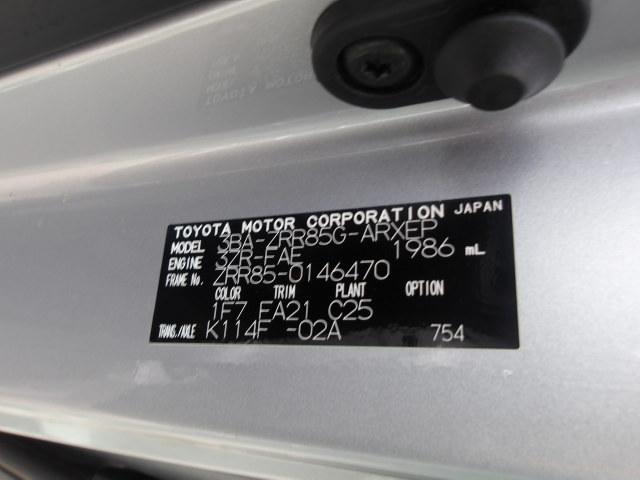 TOYOTA MOTOR CORPORATION JAPAN
MODEL 3BA-ZRR85G-ARXEP
ENGINE 3ZR-FAE 1986 mL
FRAME No. ZRR85-0146470
COLOR TRIM PLANT OPTION
1F7 FA21 C25
TRANS./AXLE K114F -02A 754